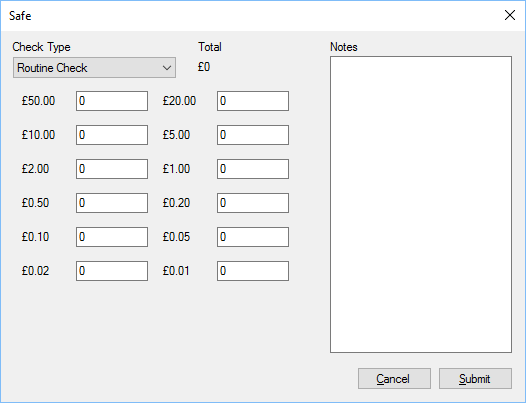 Safe
Check Type Total Notes
Routine Check £0
£50.00 0 £20.00 0
£10.00 0 £5.00 0
£2.00 0 £1.00 0
£0.50 0 £0.20 0
£0.10 0 £0.05 0
£0.02 0 £0.01 0
Cancel Submit